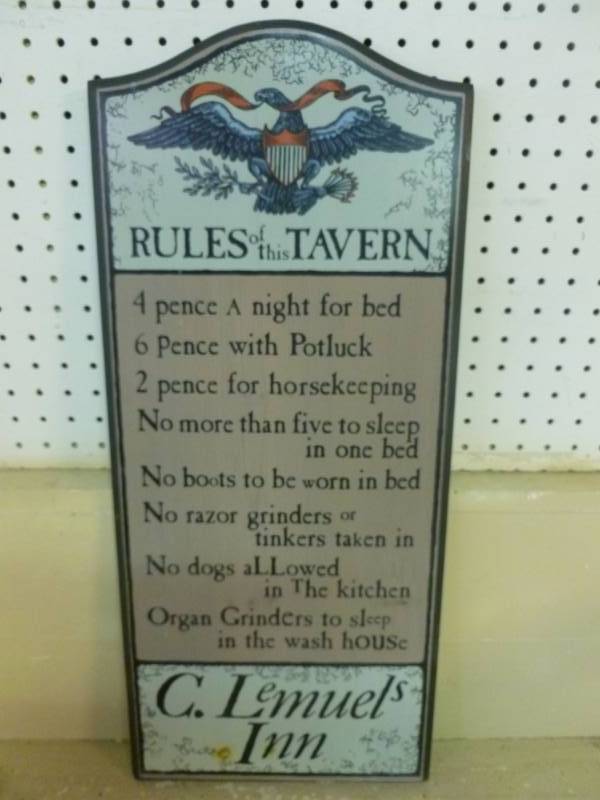 RULES of this TAVERN
4 pence A night for bed
6 Pence with Potluck
2 pence for horsekeeping
No more than five to sleep
in one bed
No boots to be worn in bed
No razor grinders or
tinkers taken in
No dogs aLLowed
in The kitchen
Organ Grinders to sleep
in the wash hOUSe
C. Lemuels
Inn